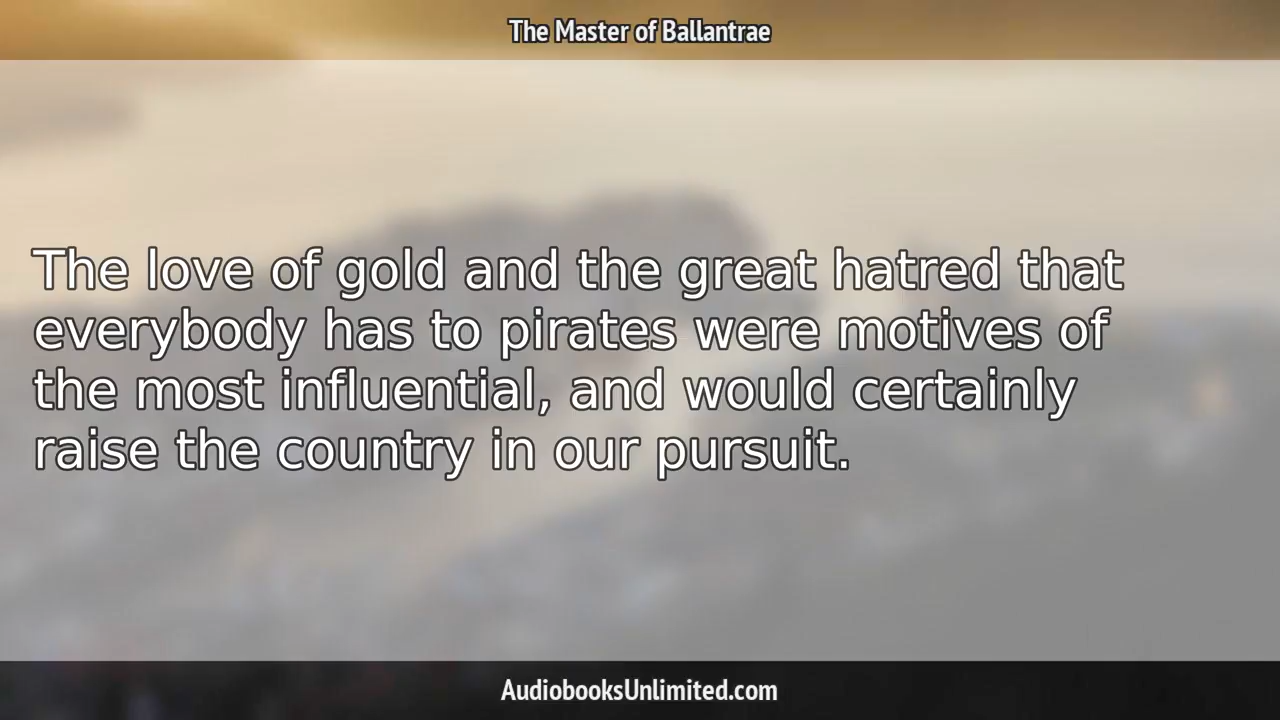 The Master of Ballantrae
The love of gold and the great hatred that
everybody has to pirates were motives of
the most influential, and would certainly
raise the country in our pursuit.
AudiobooksUnlimited.com